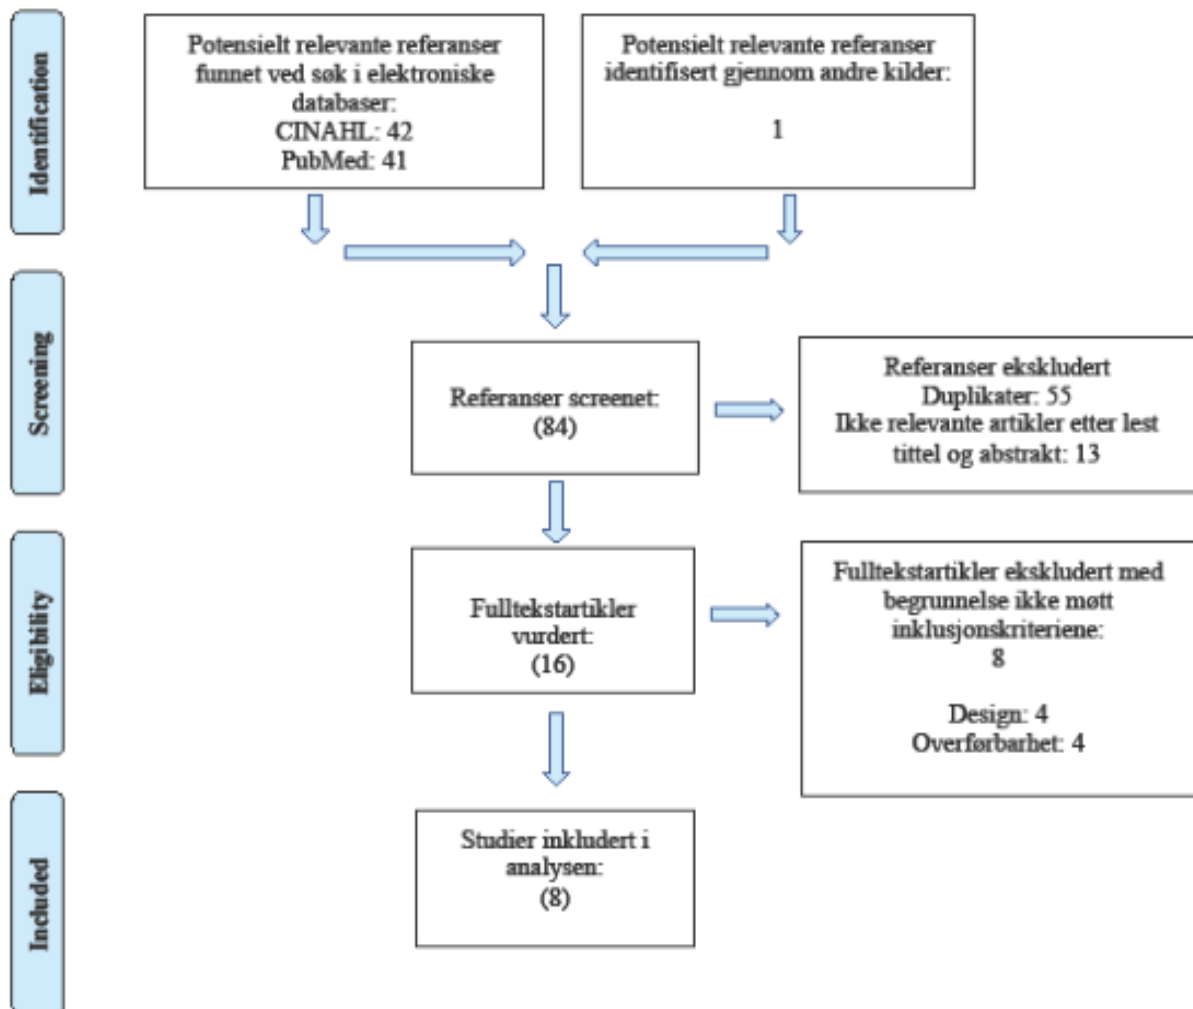 Identification
Potensielt relevante referanser
funnet ved søk i elektroniske
databaser:
CINAHL: 42
PubMed: 41
Potensielt relevante referanser
identifisert gjennom andre kilder:
1
Screening
Referanser screenet:
(84)
Referanser ekskludert
Duplikater: 55
Ikke relevante artikler etter lest
tittel og abstrakt: 13
Eligibility
Fulltekstartikler
vurdert:
(16)
Fulltekstartikler ekskludert med
begrunnelse ikke møtt
inklusjonskriteriene:
8
Design: 4
Overførbarhet: 4
Included
Studier inkludert i
analysen:
(8)